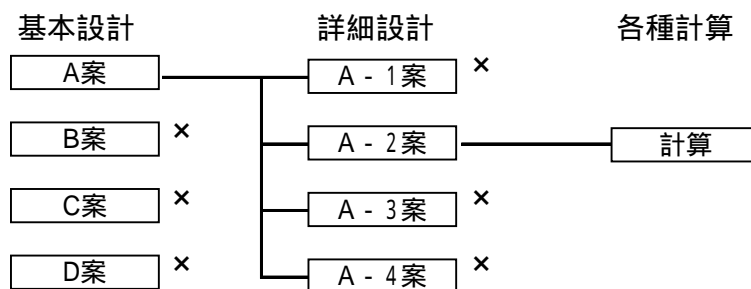 基本設計 詳細設計 各種計算
A案 A - 1案 ×
B案 × A - 2案 計算
C案 × A - 3案 ×
D案 × A - 4案 ×